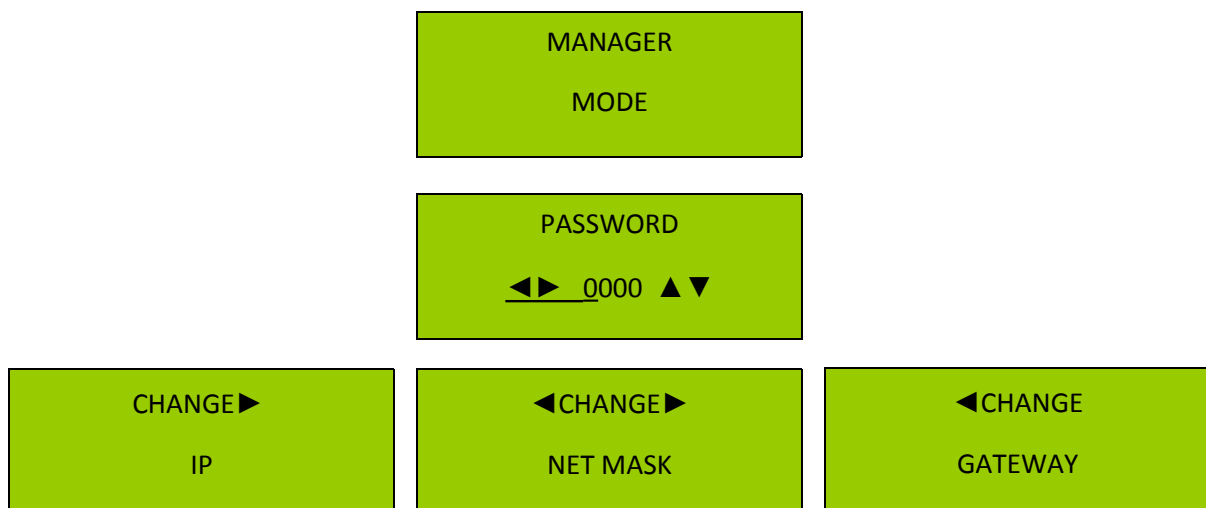 MANAGER
MODE
PASSWORD
◄► 0000 ▲▼
CHANGE►
IP
◄CHANGE►
NET MASK
◄CHANGE
GATEWAY